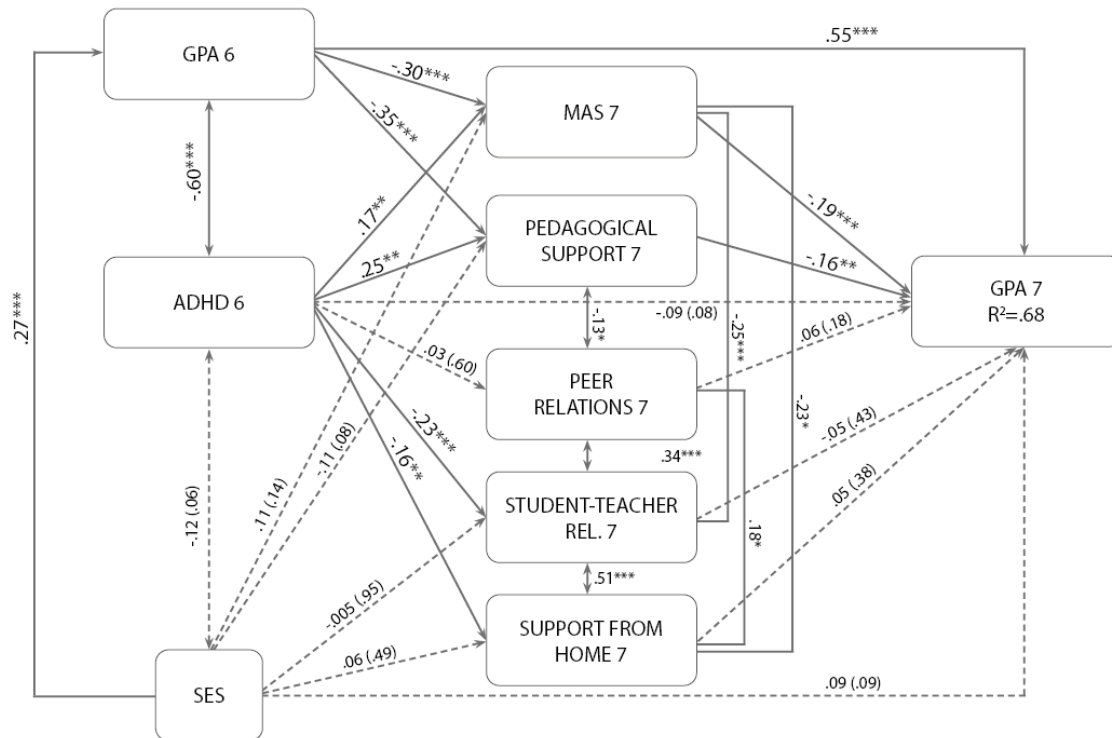 GPA 6
.55***
-.30***
-.35***
MAS 7
-.60***
.17**
.25**
-.19***
PEDAGOGICAL
SUPPORT 7
-.16**
ADHD 6
GPA 7
R²=.68
.27***
-.13*
-.09 (.08)
-.25***
.06 (.18)
.03 (.60)
PEER
RELATIONS 7
-.23***
-.16**
-.23*
-.05 (.43)
.34***
-.12 (.06)
.11 (.14)
-.11 (.08)
STUDENT-TEACHER
REL. 7
.18*
.05 (.38)
.51***
-.005 (.95)
.06 (.49)
SUPPORT FROM
HOME 7
SES
.09 (.09)